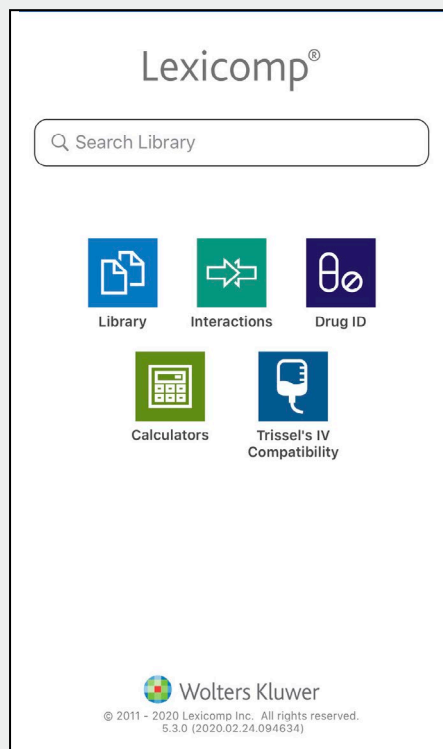 Lexicomp®
Search Library
Library
Interactions
Drug ID
Calculators
Trissel's IV
Compatibility
Wolters Kluwer
© 2011 - 2020 Lexicomp Inc. All rights reserved.
5.3.0 (2020.02.24.094634)